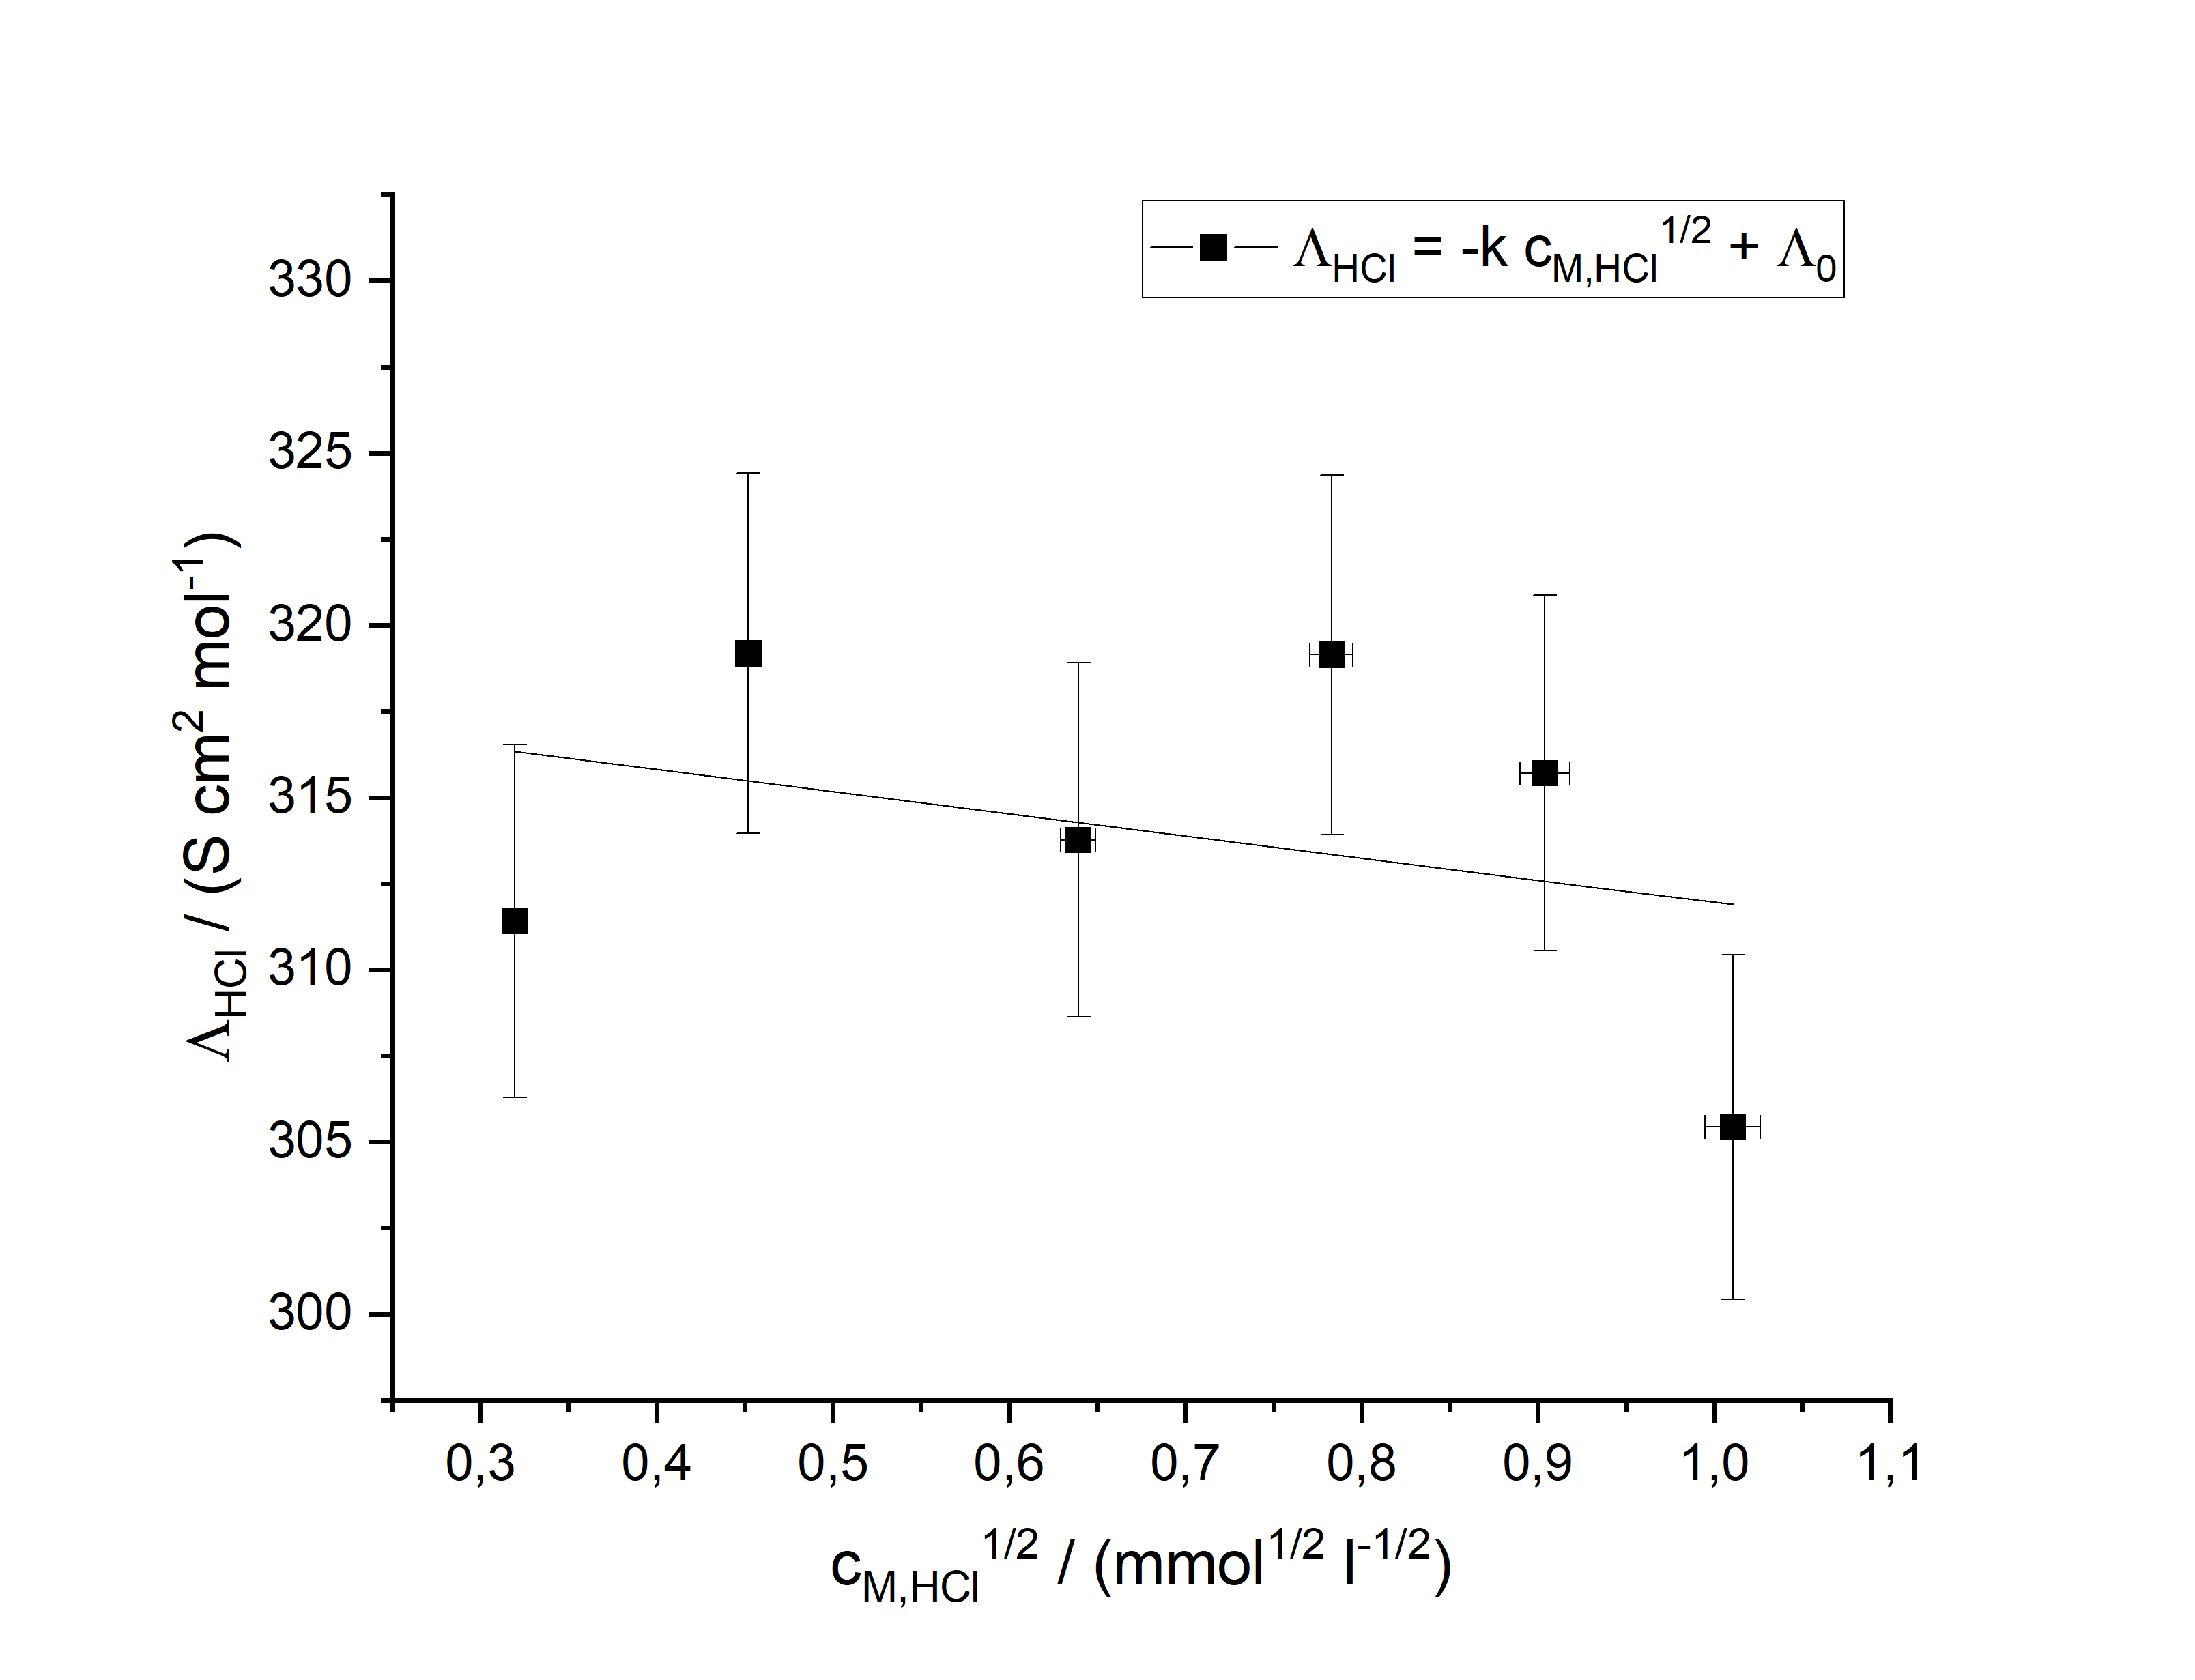 Λ_HCl = -k c_M,HCl^1/2 + Λ_0
330
325
320
315
310
305
300
Λ_HCl / (S cm^2 mol^-1)
0,3 0,4 0,5 0,6 0,7 0,8 0,9 1,0 1,1
c_M,HCl^1/2 / (mmol^1/2 l^-1/2)